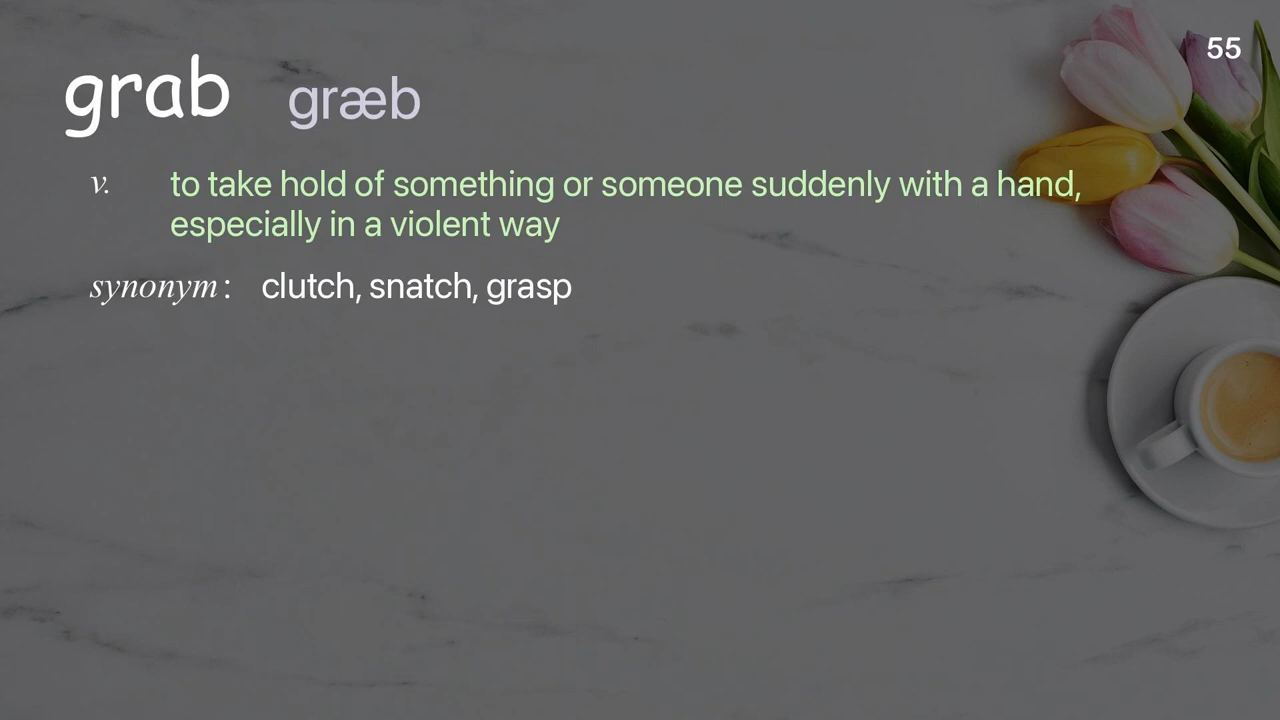 55
grab græb
v. to take hold of something or someone suddenly with a hand,
especially in a violent way
synonym: clutch, snatch, grasp